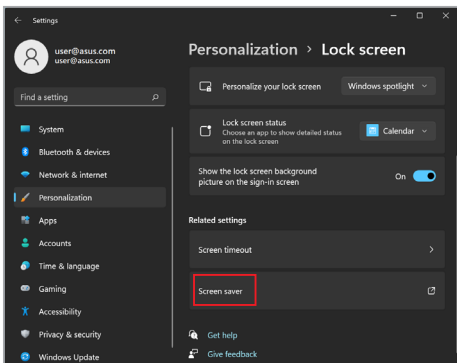 Settings
user@asus.com
user@asus.com
Find a setting
System
Bluetooth & devices
Network & internet
Personalization
Apps
Accounts
Time & language
Gaming
Accessibility
Privacy & security
Windows Update
Personalization > Lock screen
Personalize your lock screen
Windows spotlight
Lock screen status
Choose an app to show detailed status
on the lock screen
Calendar
Show the lock screen background
picture on the sign-in screen
On
Related settings
Screen timeout
Screen saver
Get help
Give feedback